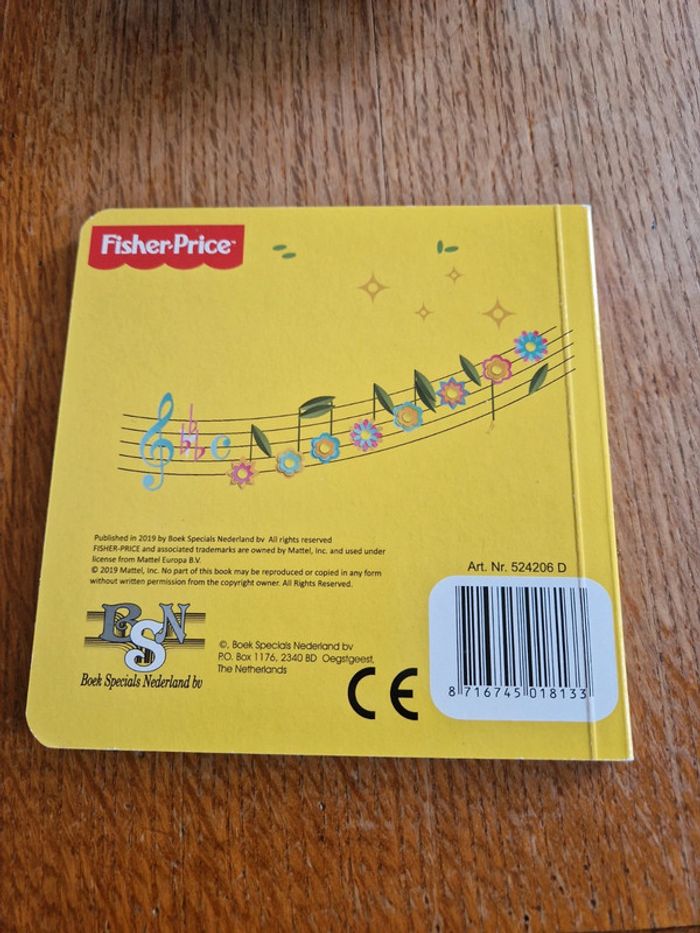 Fisher-Price
Published in 2019 by Boek Specials Nederland bv All rights reserved
FISHER-PRICE and associated trademarks are owned by Mattel, Inc. and used under
license from Mattel Europa B.V.
© 2019 Mattel, Inc. No part of this book may be reproduced or copied in any form
without written permission from the copyright owner. All Rights Reserved.
BSN
Boek Specials Nederland bv
©, Boek Specials Nederland bv
P.O. Box 1176, 2340 BD Oegstgeest,
The Netherlands
CE
Art. Nr. 524206 D
8 716745 018133